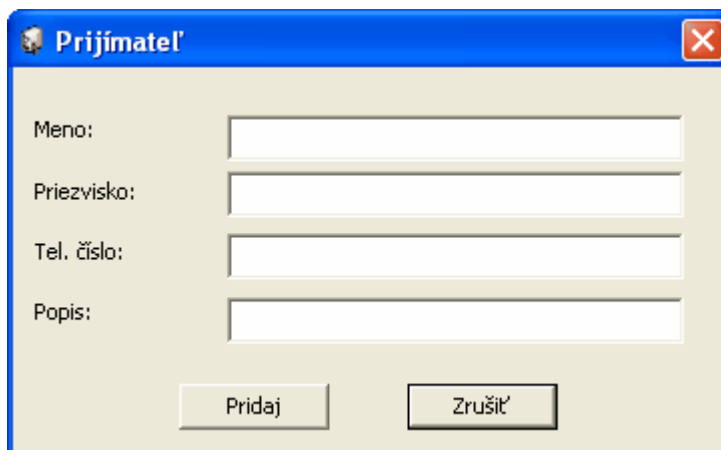 Prijímateľ
Meno:
Priezvisko:
Tel. číslo:
Popis:
Pridaj Zrušiť